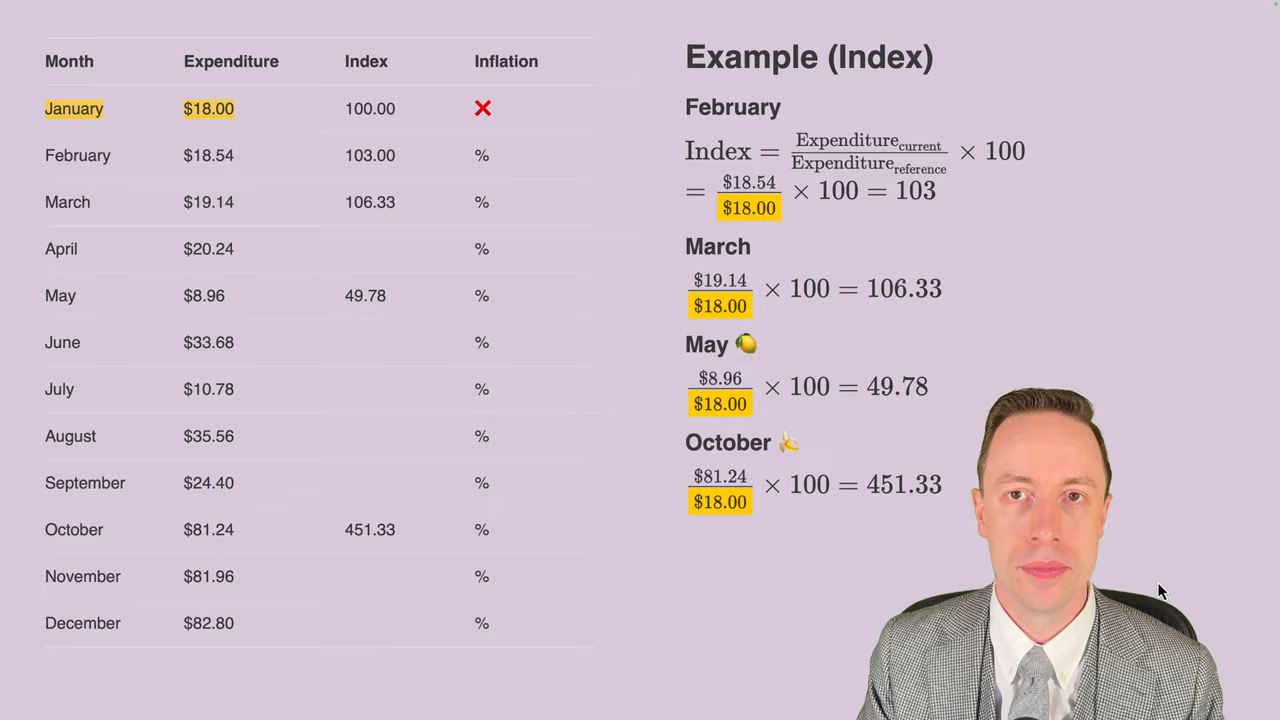 Month Expenditure Index Inflation
January $18.00 100.00 ❌
February $18.54 103.00 %
March $19.14 106.33 %
April $20.24 %
May $8.96 49.78 %
June $33.68 %
July $10.78 %
August $35.56 %
September $24.40 %
October $81.24 451.33 %
November $81.96 %
December $82.80 %
Example (Index)
February
Index = Expenditure_current / Expenditure_reference × 100
= $18.54 / $18.00 × 100 = 103
March
$19.14 / $18.00 × 100 = 106.33
May 🍋
$8.96 / $18.00 × 100 = 49.78
October 🍌
$81.24 / $18.00 × 100 = 451.33